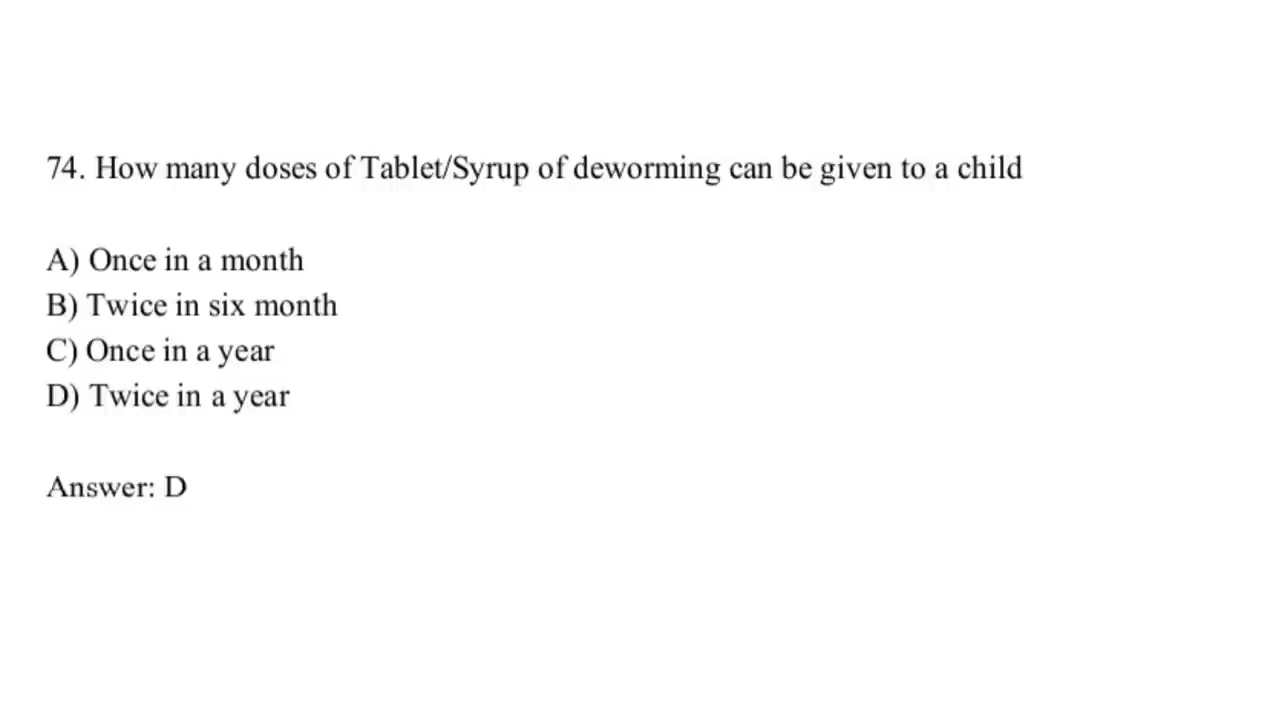 74. How many doses of Tablet/Syrup of deworming can be given to a child
A) Once in a month
B) Twice in six month
C) Once in a year
D) Twice in a year
Answer: D